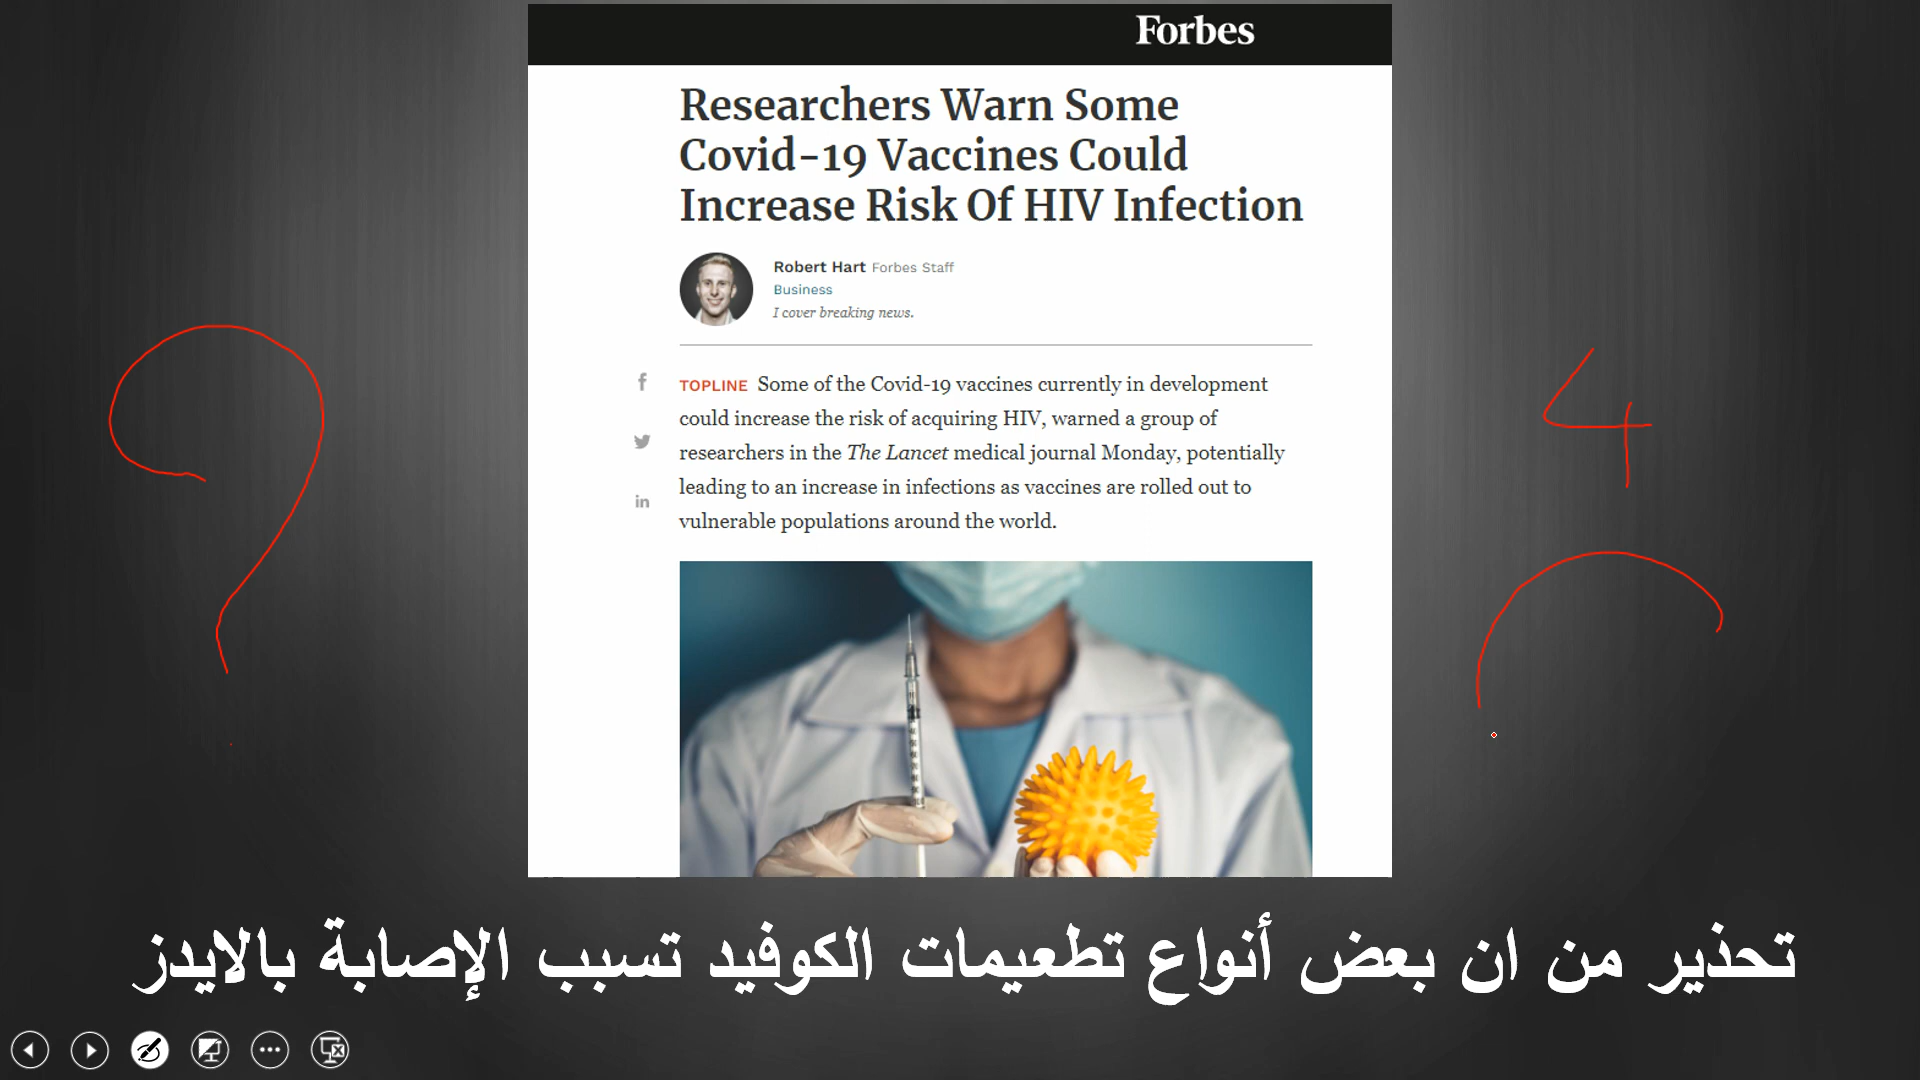 Forbes
Researchers Warn Some
Covid-19 Vaccines Could
Increase Risk Of HIV Infection
Robert Hart Forbes Staff
Business
I cover breaking news.
TOPLINE Some of the Covid-19 vaccines currently in development
could increase the risk of acquiring HIV, warned a group of
researchers in the The Lancet medical journal Monday, potentially
leading to an increase in infections as vaccines are rolled out to
vulnerable populations around the world.
?
4
تحذير من ان بعض أنواع تطعيمات الكوفيد تسبب الإصابة بالايدز